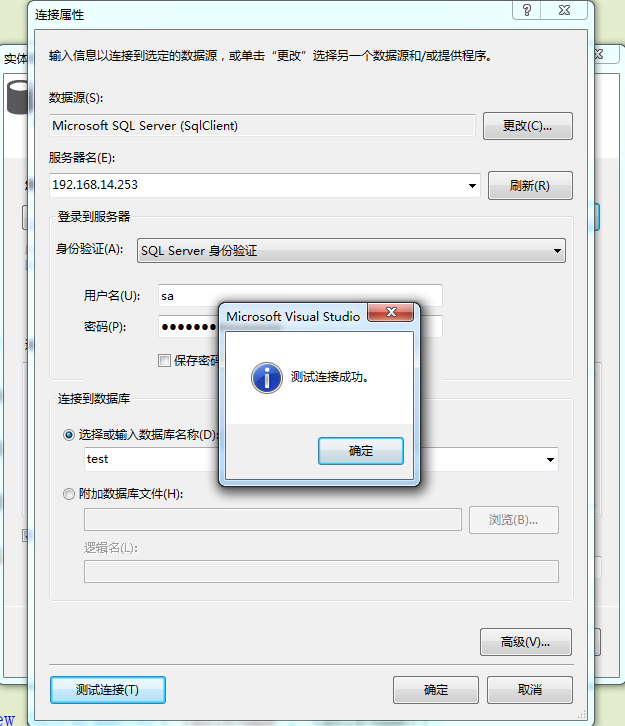 连接属性
实体
输入信息以连接到选定的数据源，或单击“更改”选择另一个数据源和/或提供程序。
数据源(S):
Microsoft SQL Server (SqlClient)
更改(C)...
服务器名(E):
192.168.14.253
刷新(R)
登录到服务器
身份验证(A):
SQL Server 身份验证
用户名(U):
sa
密码(P):
●●●●●●●
保存密码
Microsoft Visual Studio
测试连接成功。
确定
连接到数据库
选择或输入数据库名称(D):
test
附加数据库文件(H):
浏览(B)...
逻辑名(L):
高级(V)...
测试连接(T)
确定
取消
ew